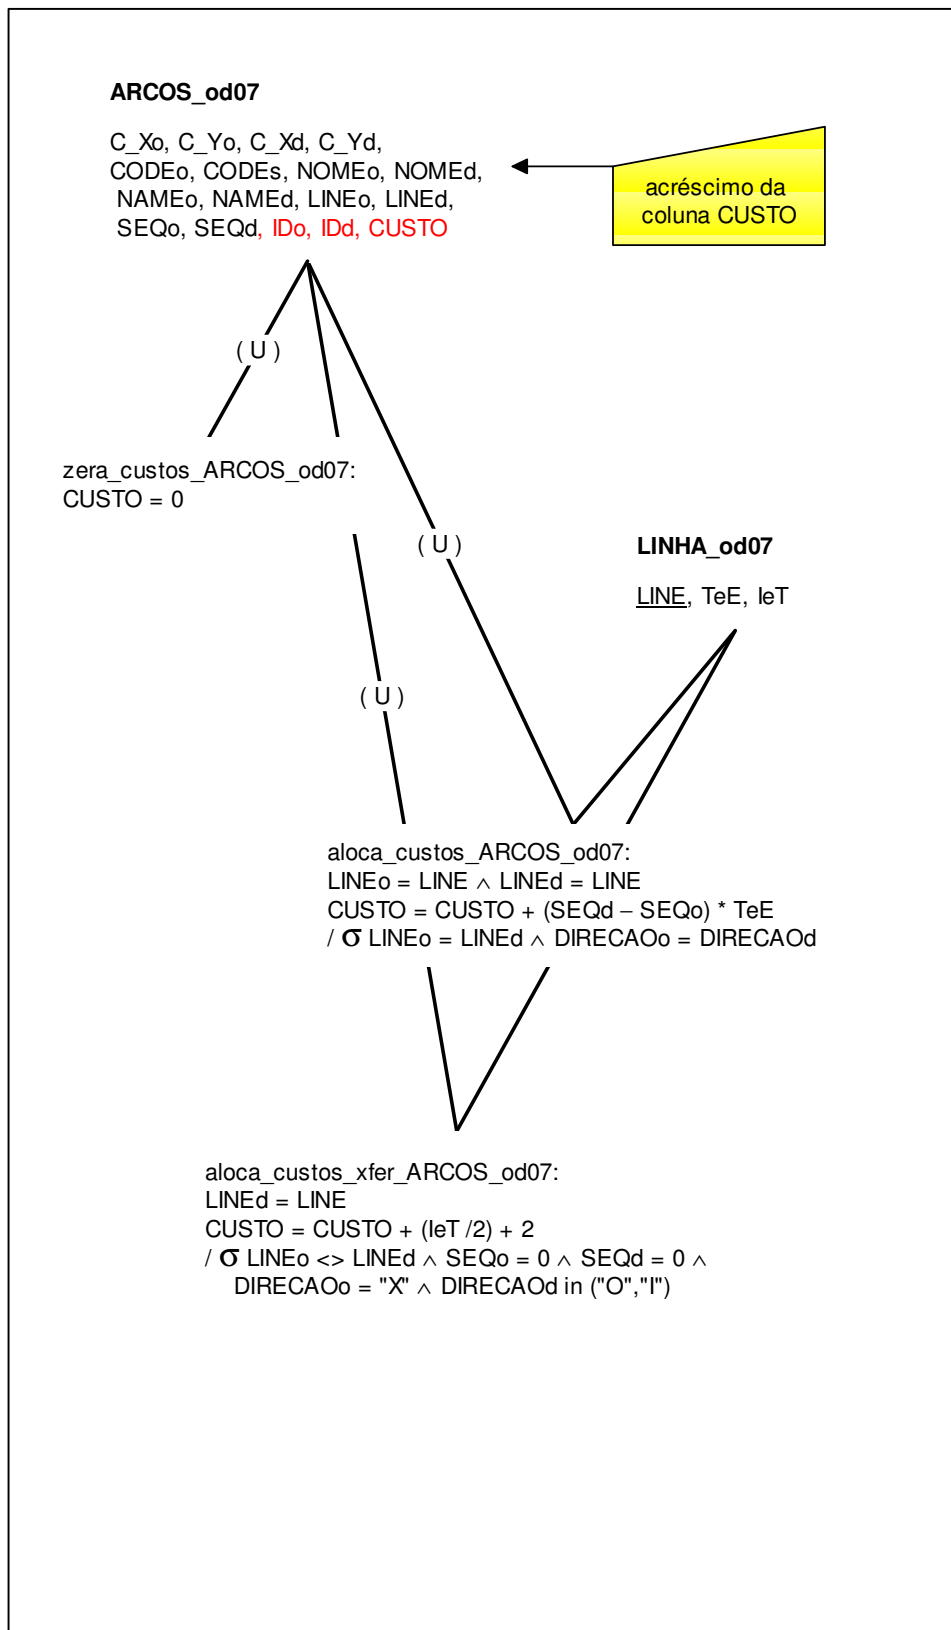 ARCOS_od07
C_Xo, C_Yo, C_Xd, C_Yd,
CODEo, CODEs, NOMEo, NOMEd,
NAMEo, NAMEd, LINEo, LINEd,
SEQo, SEQd, IDo, IDd, CUSTO
acréscimo da
coluna CUSTO
( U )
zera_custos_ARCOS_od07:
CUSTO = 0
( U )
LINHA_od07
LINE, TeE, IeT
( U )
aloca_custos_ARCOS_od07:
LINEo = LINE ∧ LINEd = LINE
CUSTO = CUSTO + (SEQd – SEQo) * TeE
/ σ LINEo = LINEd ∧ DIRECAOo = DIRECAOd
aloca_custos_xfer_ARCOS_od07:
LINEd = LINE
CUSTO = CUSTO + (IeT /2) + 2
/ σ LINEo <> LINEd ∧ SEQo = 0 ∧ SEQd = 0 ∧
DIRECAOo = "X" ∧ DIRECAOd in ("O","I")